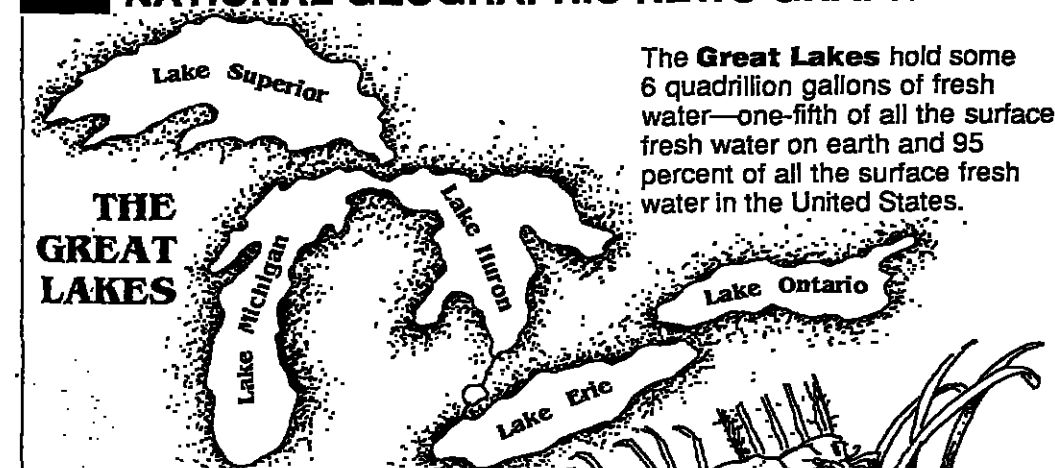 NATIONAL GEOGRAPHIC NEWS GRAPHIC
The Great Lakes hold some
6 quadrillion gallons of fresh
water—one-fifth of all the surface
fresh water on earth and 95
percent of all the surface fresh
water in the United States.
THE
GREAT
LAKES
Lake Superior
Lake Michigan
Lake Huron
Lake Ontario
Lake Erie